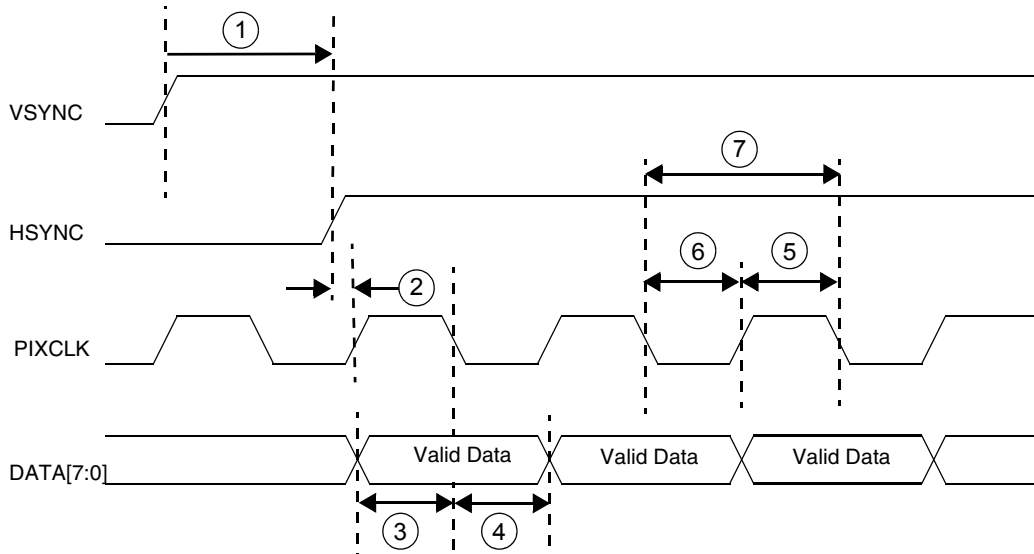 1
VSYNC
7
HSYNC
6
5
2
PIXCLK
Valid Data
Valid Data
Valid Data
DATA[7:0]
3
4